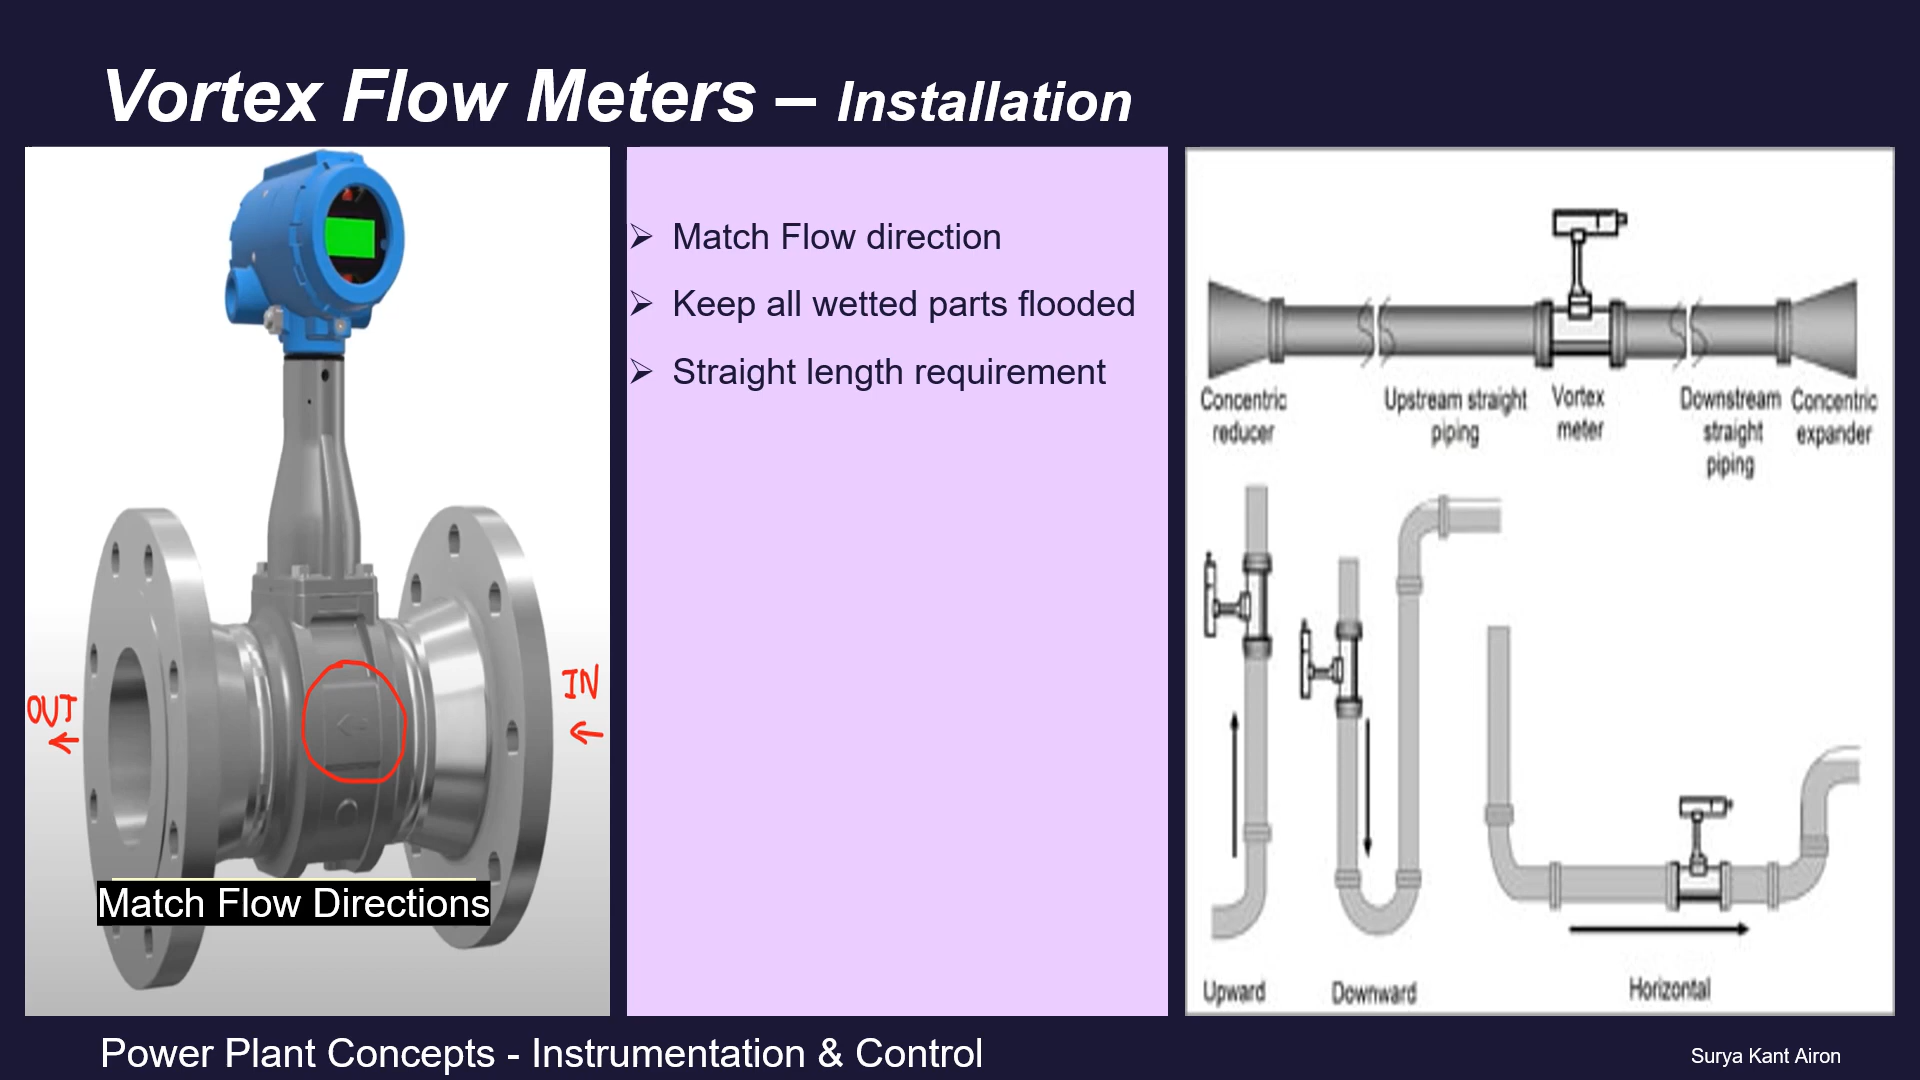 Vortex Flow Meters – Installation
OUT
IN
Match Flow Directions
➢ Match Flow direction
➢ Keep all wetted parts flooded
➢ Straight length requirement
Concentric
reducer
Upstream straight
piping
Vortex
meter
Downstream
straight
piping
Concentric
expander
Upward
Downward
Horizontal
Power Plant Concepts - Instrumentation & Control
Surya Kant Airon